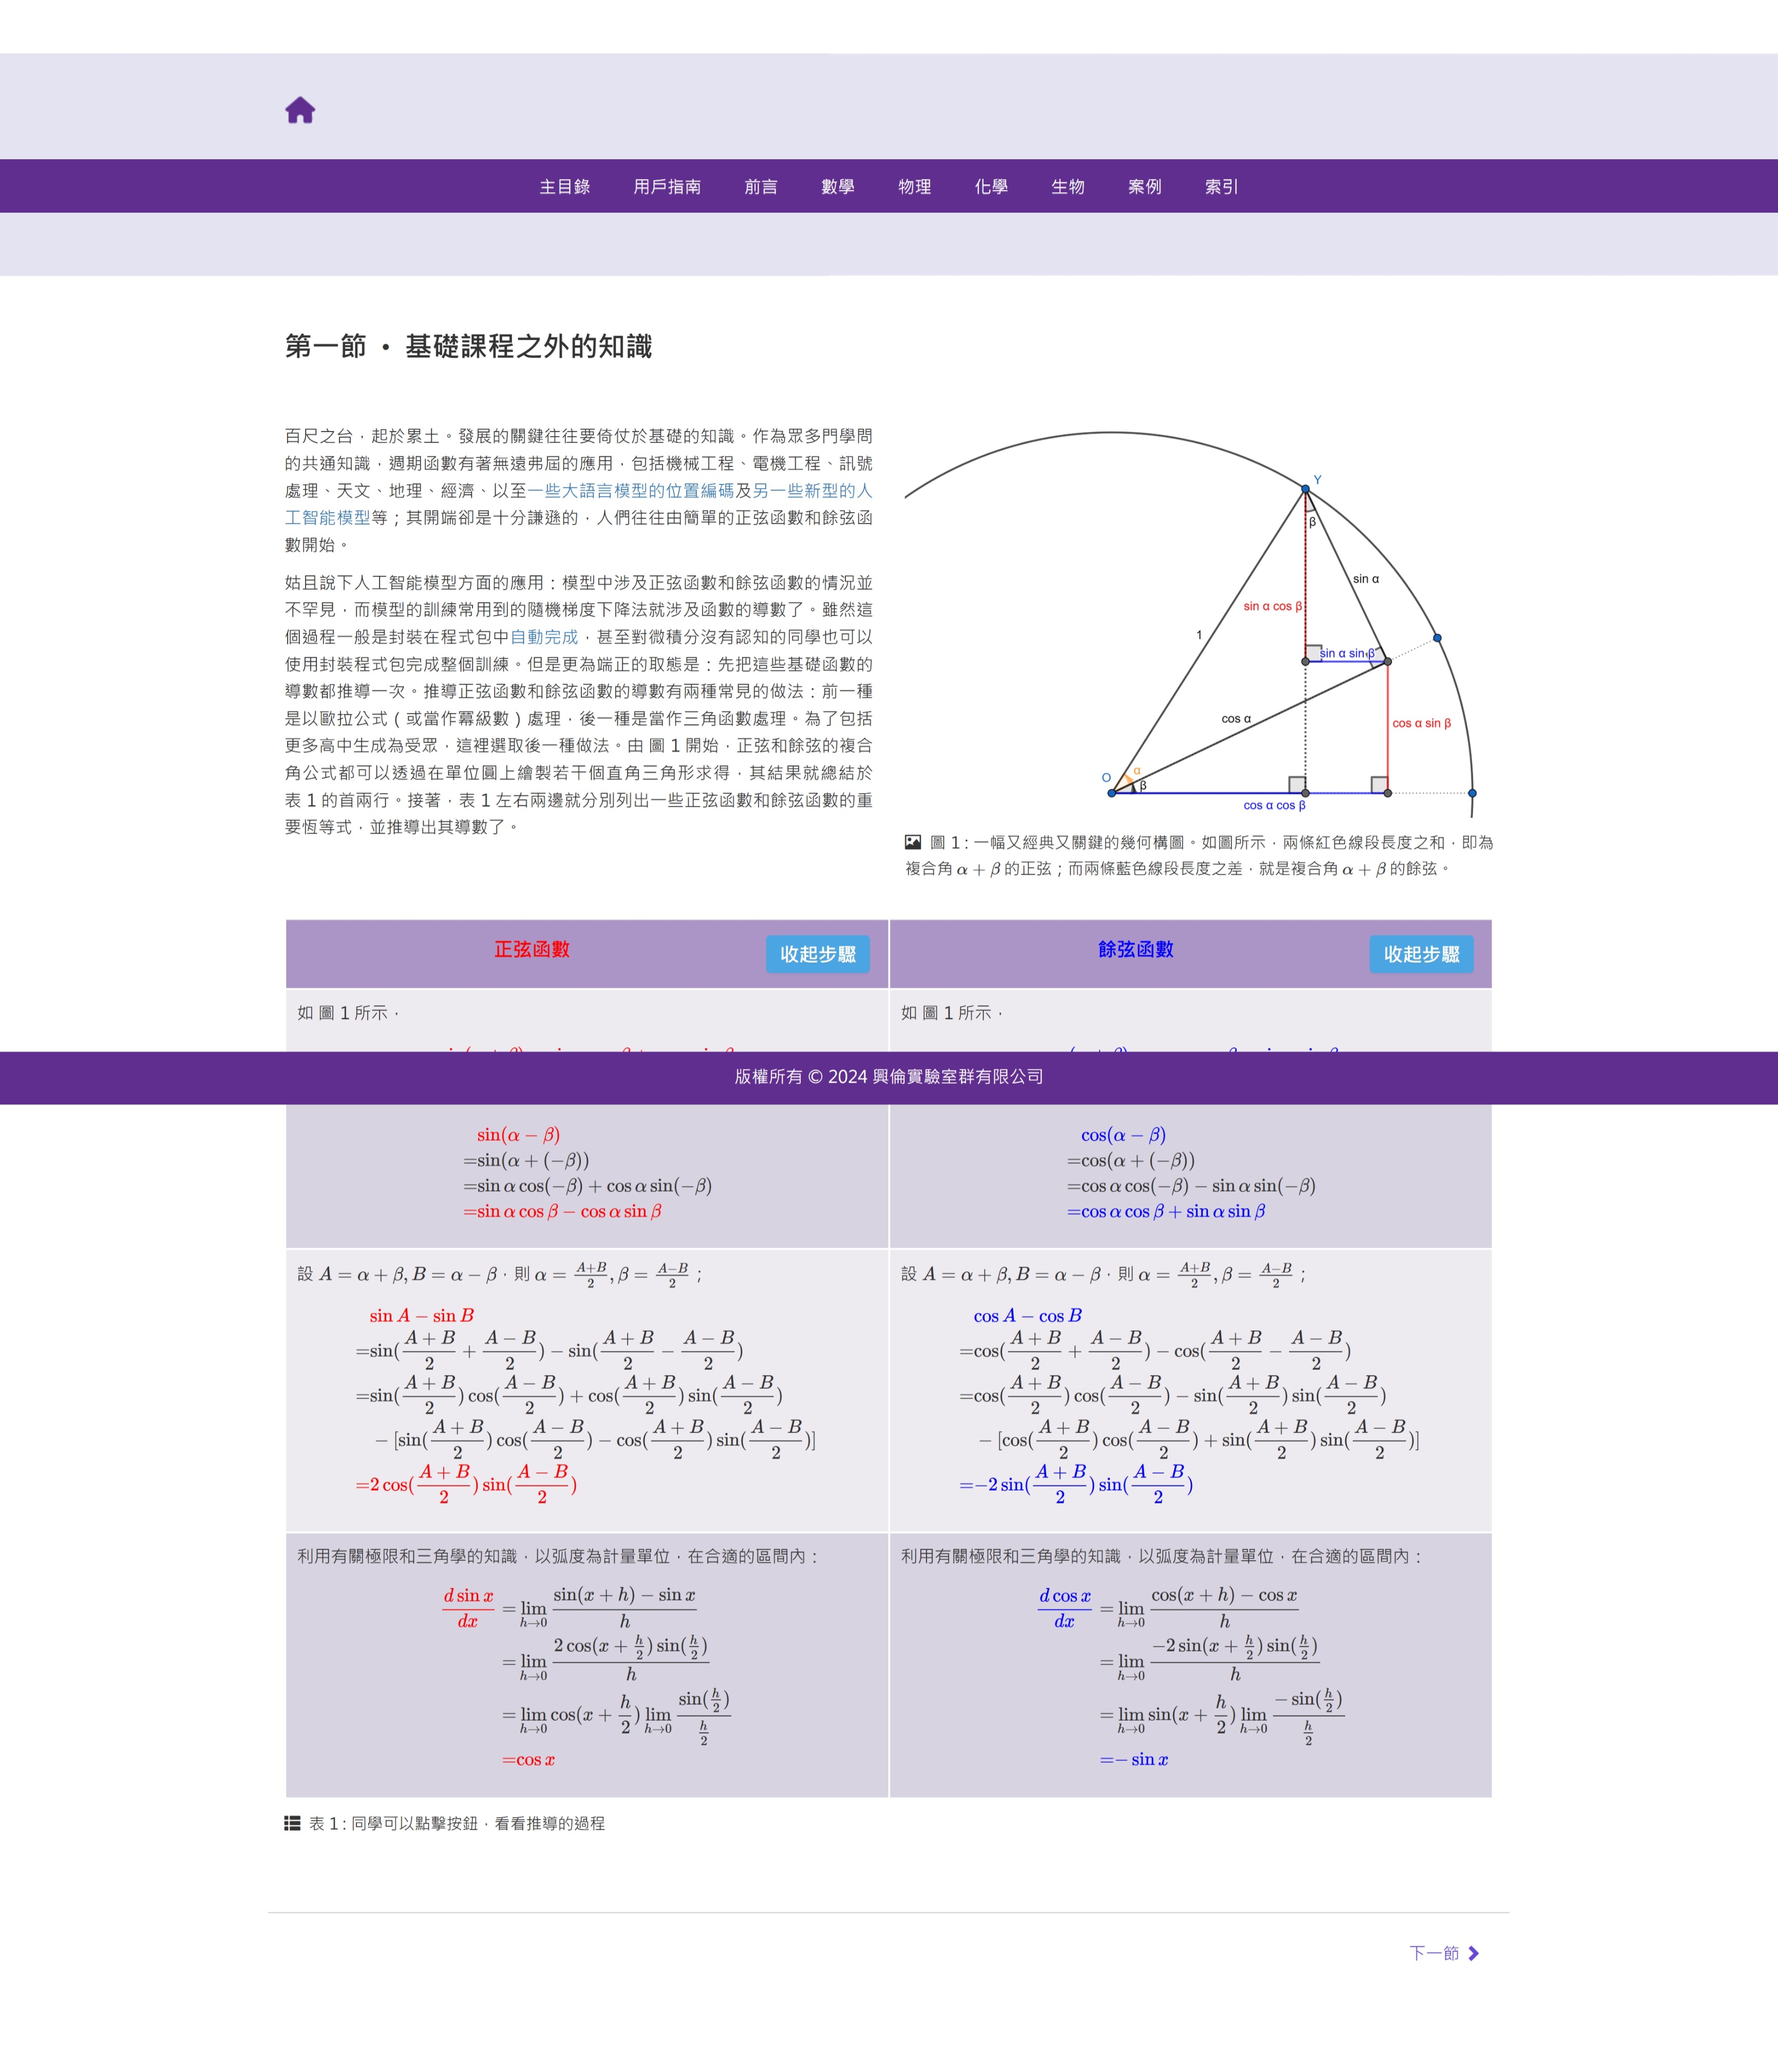 主目錄 用戶指南 前言 數學 物理 化學 生物 案例 索引
第一節 · 基礎課程之外的知識
百尺之台，起於累土。發展的關鍵往往要倚仗於基礎的知識。作為眾多門學問
的共通知識，週期函數有著無遠弗屆的應用，包括機械工程、電機工程、訊號
處理、天文、地理、經濟、以至一些大語言模型的位置編碼及另一些新型的人
工智能模型等；其開端卻是十分謙遜的，人們往往由簡單的正弦函數和餘弦函
數開始。
姑且說下人工智能模型方面的應用：模型中涉及正弦函數和餘弦函數的情況並
不罕見，而模型的訓練常用到的隨機梯度下降法就涉及函數的導數了。雖然這
個過程一般是封裝在程式包中自動完成，甚至對微積分沒有認知的同學也可以
使用封裝程式包完成整個訓練。但是更為端正的取態是：先把這些基礎函數的
導數都推導一次。推導正弦函數和餘弦函數的導數有兩種常見的做法：前一種
是以歐拉公式（或當作冪級數）處理，後一種是當作三角函數處理。為了包括
更多高中生成為受眾，這裡選取後一種做法。由 圖 1 開始，正弦和餘弦的複合
角公式都可以透過在單位圓上繪製若干個直角三角形求得，其結果就總結於
表 1 的首兩行。接著，表 1 左右兩邊就分別列出一些正弦函數和餘弦函數的重
要恆等式，並推導出其導數了。
Y
β
sin α
sin α cos β
1
sin α sin β
cos α
cos α sin β
O
α
β
cos α cos β
圖 1 : 一幅又經典又關鍵的幾何構圖。如圖所示，兩條紅色線段長度之和，即為
複合角 α + β 的正弦；而兩條藍色線段長度之差，就是複合角 α + β 的餘弦。
正弦函數 收起步驟
如 圖 1 所示，
餘弦函數 收起步驟
如 圖 1 所示，
版權所有 © 2024 興倫實驗室群有限公司
sin(α − β)
=sin(α + (−β))
=sin α cos(−β) + cos α sin(−β)
=sin α cos β − cos α sin β
cos(α − β)
=cos(α + (−β))
=cos α cos(−β) − sin α sin(−β)
=cos α cos β + sin α sin β
設 A = α + β, B = α − β，則 α = (A+B)/2, β = (A−B)/2；
sin A − sin B
=sin((A + B)/2 + (A − B)/2) − sin((A + B)/2 − (A − B)/2)
=sin((A + B)/2) cos((A − B)/2) + cos((A + B)/2) sin((A − B)/2)
− [sin((A + B)/2) cos((A − B)/2) − cos((A + B)/2) sin((A − B)/2)]
=2 cos((A + B)/2) sin((A − B)/2)
設 A = α + β, B = α − β，則 α = (A+B)/2, β = (A−B)/2；
cos A − cos B
=cos((A + B)/2 + (A − B)/2) − cos((A + B)/2 − (A − B)/2)
=cos((A + B)/2) cos((A − B)/2) − sin((A + B)/2) sin((A − B)/2)
− [cos((A + B)/2) cos((A − B)/2) + sin((A + B)/2) sin((A − B)/2)]
=−2 sin((A + B)/2) sin((A − B)/2)
利用有關極限和三角學的知識，以弧度為計量單位，在合適的區間內：
d sin x/dx = lim h→0 (sin(x + h) − sin x)/h
= lim h→0 (2 cos(x + h/2) sin(h/2))/h
= lim h→0 cos(x + h/2) lim h→0 sin(h/2)/(h/2)
=cos x
利用有關極限和三角學的知識，以弧度為計量單位，在合適的區間內：
d cos x/dx = lim h→0 (cos(x + h) − cos x)/h
= lim h→0 (−2 sin(x + h/2) sin(h/2))/h
= lim h→0 sin(x + h/2) lim h→0 (− sin(h/2))/(h/2)
=− sin x
表 1 : 同學可以點擊按鈕，看看推導的過程
下一節